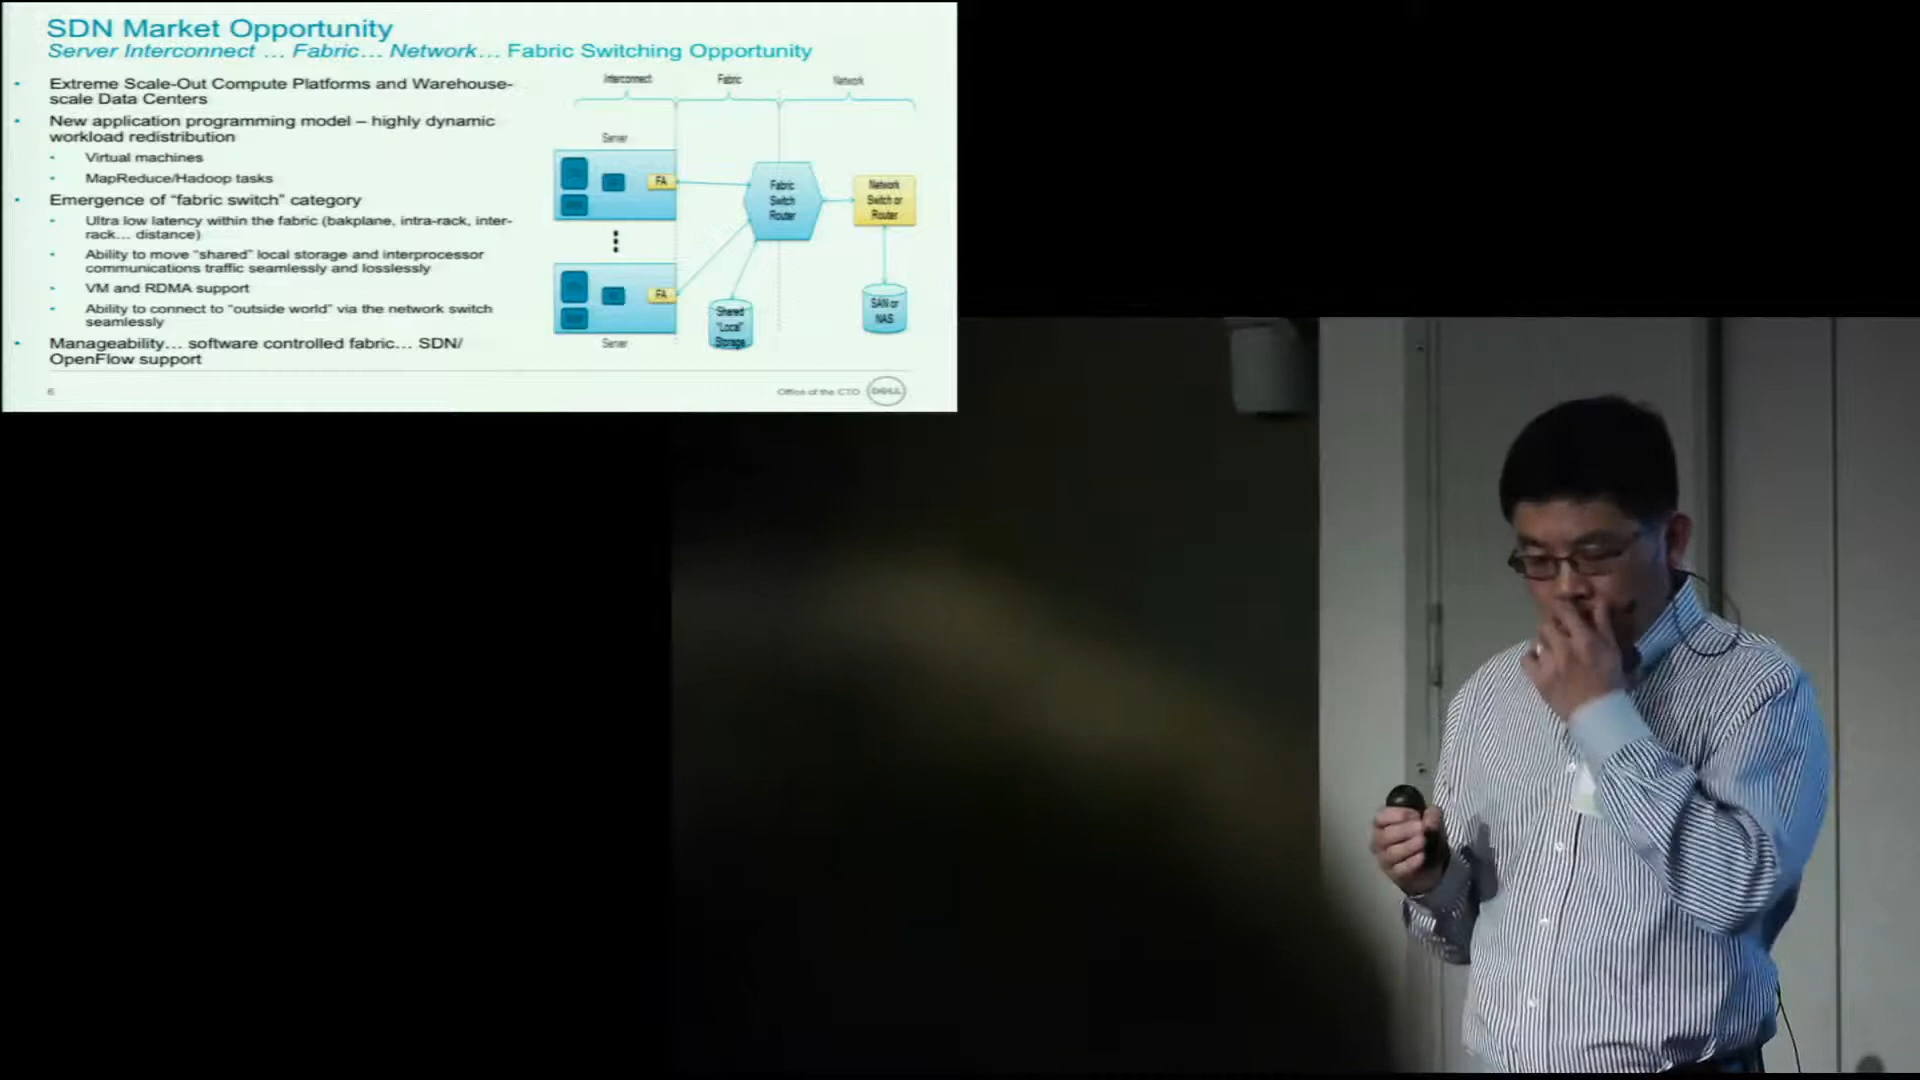 SDN Market Opportunity
Server Interconnect … Fabric… Network… Fabric Switching Opportunity
Extreme Scale-Out Compute Platforms and Warehouse-
scale Data Centers
New application programming model – highly dynamic
workload redistribution
Virtual machines
MapReduce/Hadoop tasks
Emergence of “fabric switch” category
Ultra low latency within the fabric (bakplane, intra-rack, inter-
rack… distance)
Ability to move “shared” local storage and interprocessor
communications traffic seamlessly and losslessly
VM and RDMA support
Ability to connect to “outside world” via the network switch
seamlessly
Manageability… software controlled fabric… SDN/
OpenFlow support
Interconnect
Fabric
Network
Server
FA
Fabric
Switch
Router
Network
Switch or
Router
FA
Shared
“Local”
Storage
SAN or
NAS
Server
6
Office of the CTO
DELL